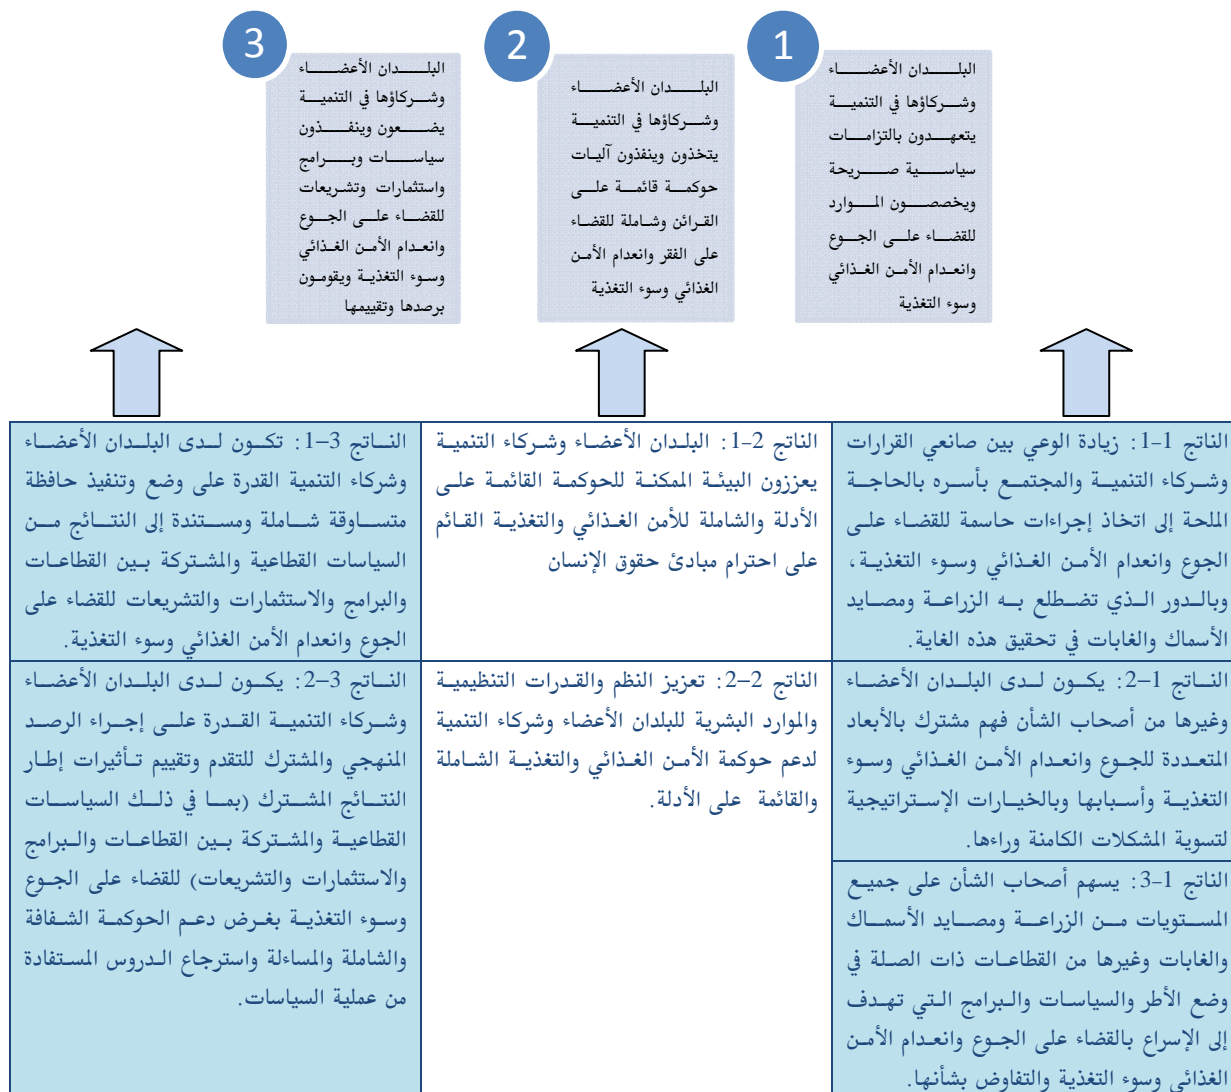 1
البلدان الأعضاء
وشركاؤها في التنمية
يتعهدون بالتزامات
سياسية صريحة
ويخصصون الموارد
للقضاء على الجوع
وانعدام الأمن الغذائي
وسوء التغذية
2
البلدان الأعضاء
وشركاؤها في التنمية
يتخذون وينفذون آليات
حوكمة قائمة على
القرائن وشاملة للقضاء
على الفقر وانعدام الأمن
الغذائي وسوء التغذية
3
البلدان الأعضاء
وشركاؤها في التنمية
يضعون وينفذون
سياسات وبرامج
واستثمارات وتشريعات
للقضاء على الجوع
وانعدام الأمن الغذائي
وسوء التغذية ويقومون
برصدها وتقييمها
الناتج 1-1: زيادة الوعي بين صانعي القرارات
وشركاء التنمية والمجتمع بأسره بالحاجة
الملحة إلى اتخاذ إجراءات حاسمة للقضاء على
الجوع وانعدام الأمن الغذائي وسوء التغذية،
وبالدور الذي تضطلع به الزراعة ومصايد
الأسماك والغابات في تحقيق هذه الغاية.
الناتج 2-1: البلدان الأعضاء وشركاء التنمية
يعززون البيئة الممكنة للحوكمة القائمة على
الأدلة والشاملة للأمن الغذائي والتغذية القائم
على احترام مبادئ حقوق الإنسان
الناتج 3-1: تكون لدى البلدان الأعضاء
وشركاء التنمية القدرة على وضع وتنفيذ حافظة
متساوقة شاملة ومستندة إلى النتائج من
السياسات القطاعية والمشتركة بين القطاعات
والبرامج والاستثمارات والتشريعات للقضاء على
الجوع وانعدام الأمن الغذائي وسوء التغذية.
الناتج 1-2: يكون لدى البلدان الأعضاء
وغيرها من أصحاب الشأن فهم مشترك بالأبعاد
المتعددة للجوع وانعدام الأمن الغذائي وسوء
التغذية وأسبابها وبالخيارات الإستراتيجية
لتسوية المشكلات الكامنة وراءها.
الناتج 2-2: تعزيز النظم والقدرات التنظيمية
والموارد البشرية للبلدان الأعضاء وشركاء التنمية
لدعم حوكمة الأمن الغذائي والتغذية الشاملة
والقائمة على الأدلة.
الناتج 3-2: يكون لدى البلدان الأعضاء
وشركاء التنمية القدرة على إجراء الرصد
المنهجي والمشترك للتقدم وتقييم تأثيرات إطار
النتائج المشترك (بما في ذلك السياسات
القطاعية والمشتركة بين القطاعات والبرامج
والاستثمارات والتشريعات) للقضاء على الجوع
وسوء التغذية بغرض دعم الحوكمة الشفافة
والشاملة والمساءلة واسترجاع الدروس المستفادة
من عملية السياسات.
الناتج 1-3: يسهم أصحاب الشأن على جميع
المستويات من الزراعة ومصايد الأسماك
والغابات وغيرها من القطاعات ذات الصلة في
وضع الأطر والسياسات والبرامج التي تهدف
إلى الإسراع بالقضاء على الجوع وانعدام الأمن
الغذائي وسوء التغذية والتفاوض بشأنها.